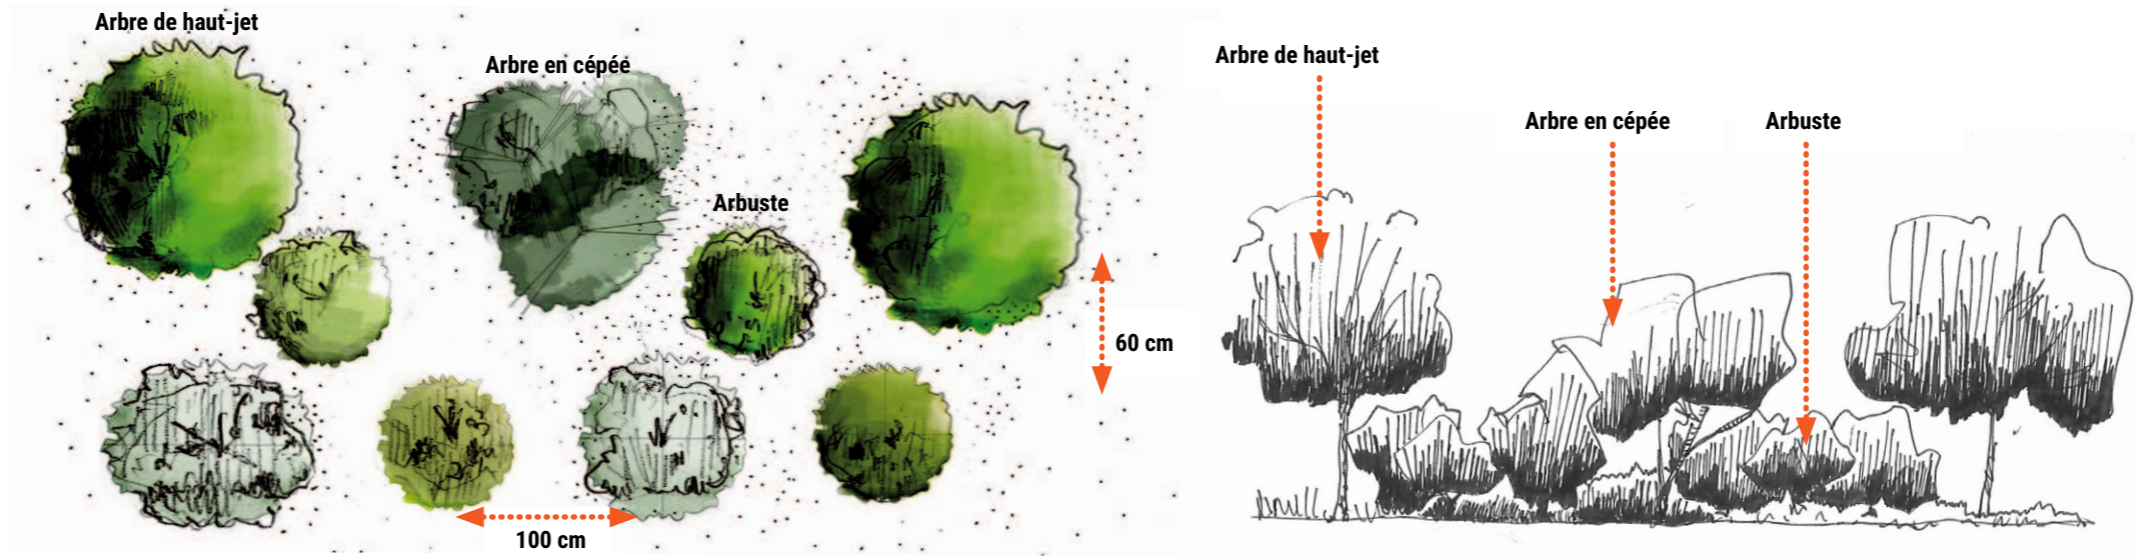 Arbre de haut-jet
Arbre en cépée
Arbuste
60 cm
100 cm
Arbre de haut-jet
Arbre en cépée
Arbuste